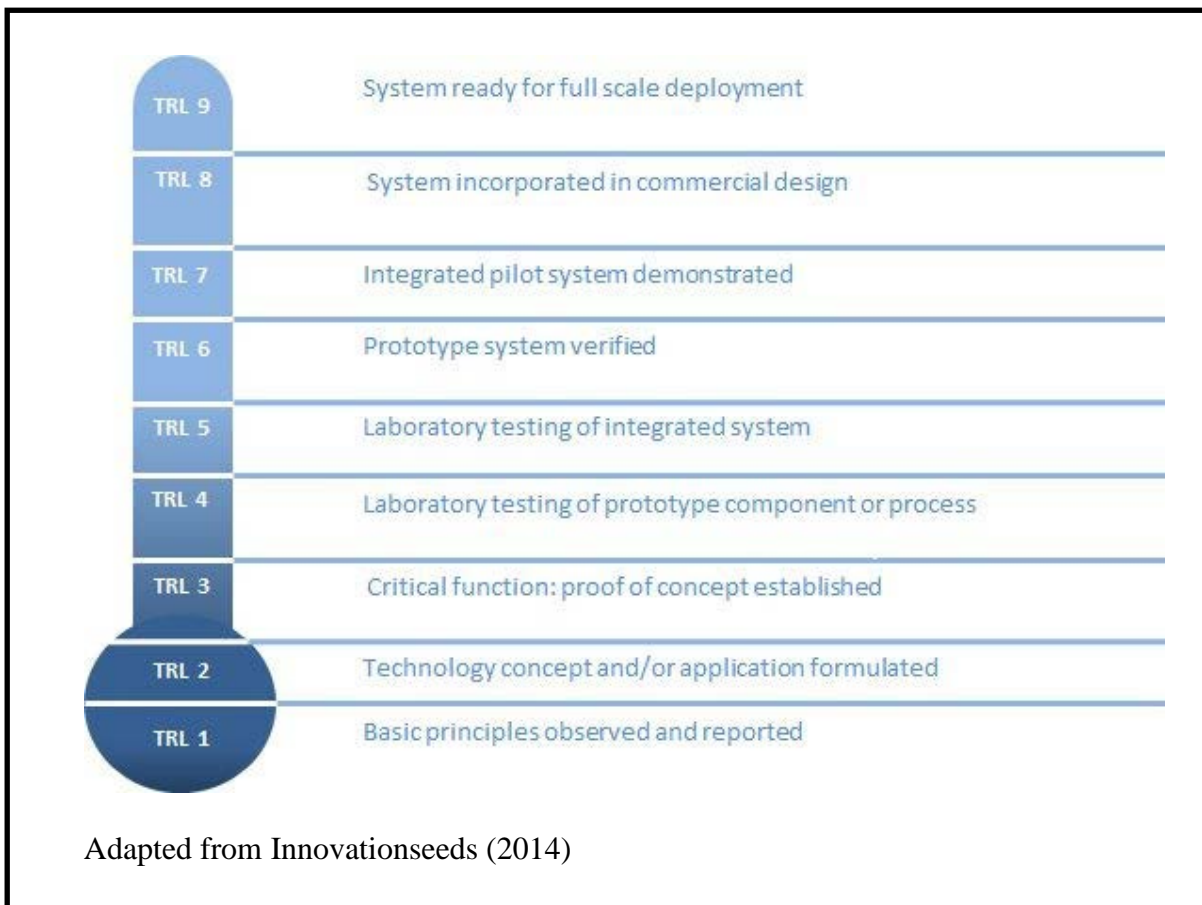 TRL 9 System ready for full scale deployment
TRL 8 System incorporated in commercial design
TRL 7 Integrated pilot system demonstrated
TRL 6 Prototype system verified
TRL 5 Laboratory testing of integrated system
TRL 4 Laboratory testing of prototype component or process
TRL 3 Critical function: proof of concept established
TRL 2 Technology concept and/or application formulated
TRL 1 Basic principles observed and reported
Adapted from Innovationseeds (2014)